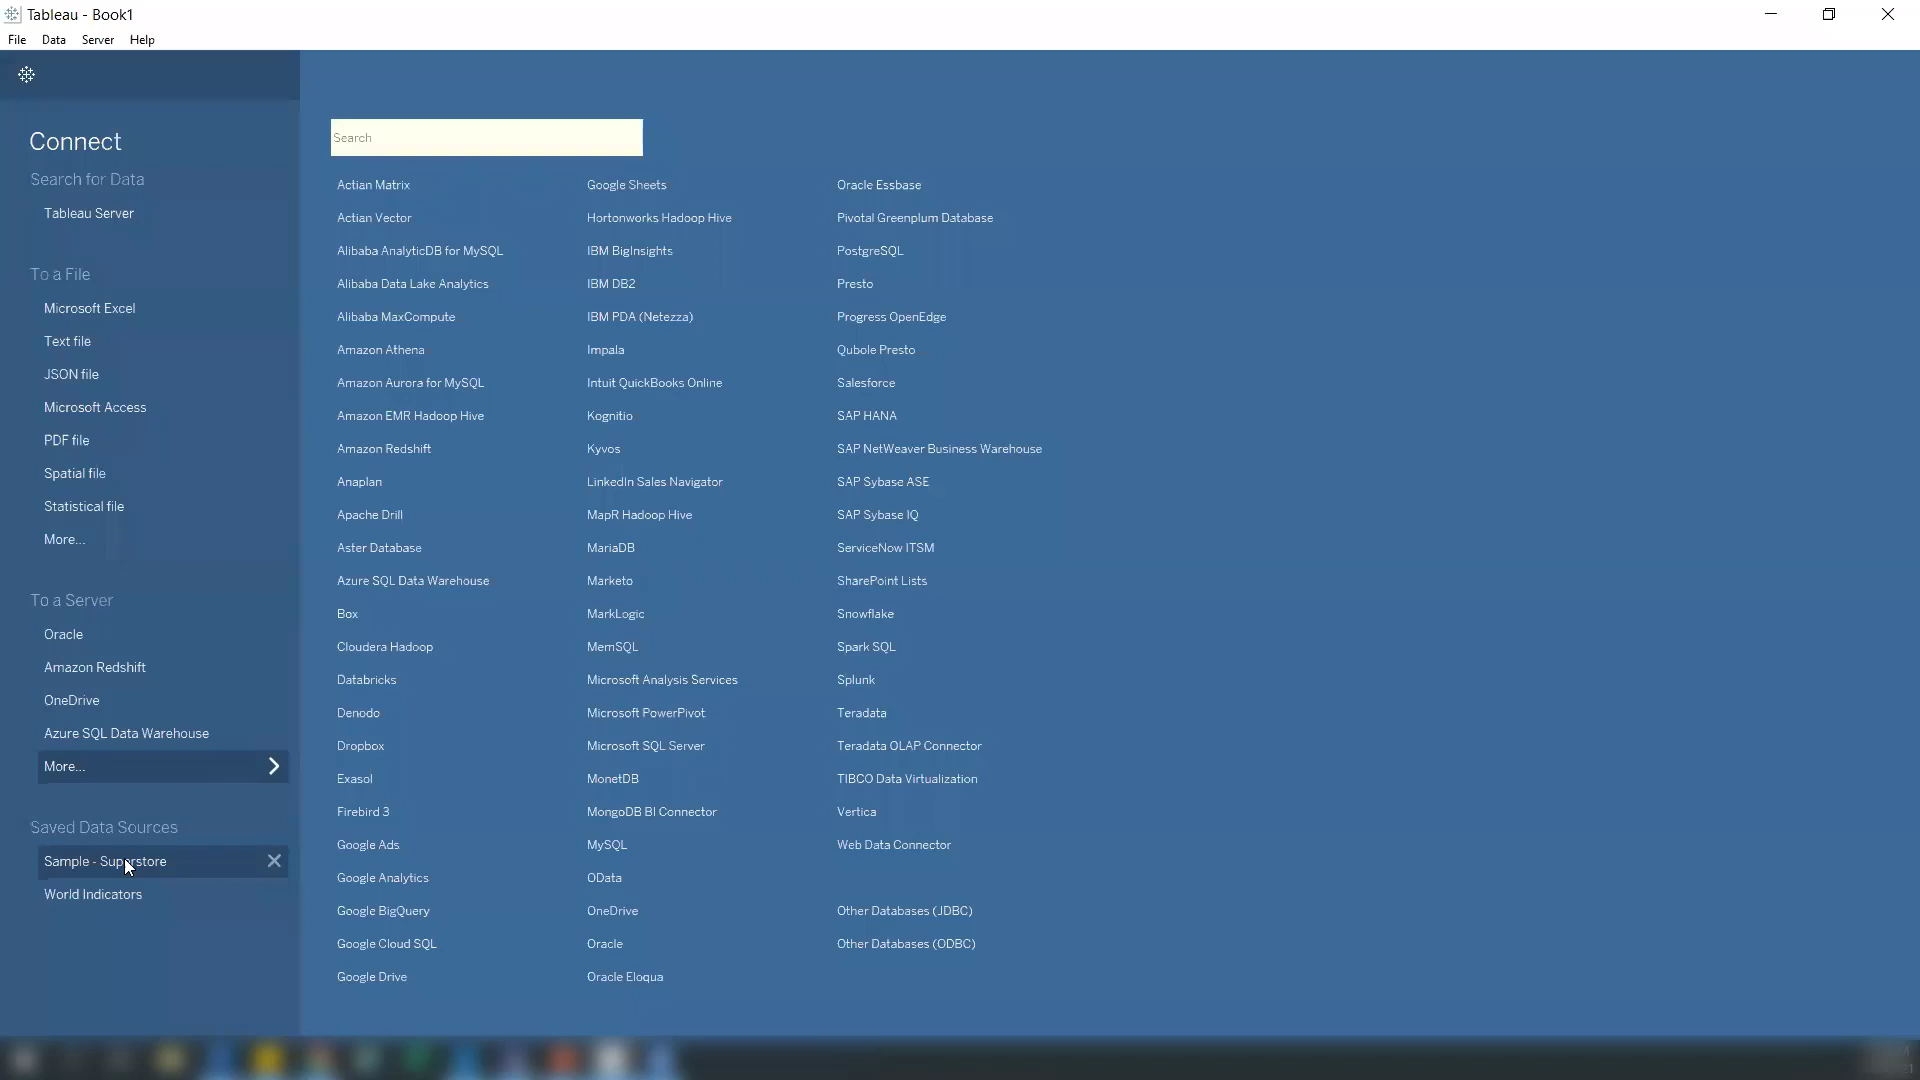 Tableau - Book1
File Data Server Help
Connect
Search for Data
Tableau Server
To a File
Microsoft Excel
Text file
JSON file
Microsoft Access
PDF file
Spatial file
Statistical file
More...
To a Server
Oracle
Amazon Redshift
OneDrive
Azure SQL Data Warehouse
More...
Saved Data Sources
Sample - Superstore
World Indicators
Search
Actian Matrix
Actian Vector
Alibaba AnalyticDB for MySQL
Alibaba Data Lake Analytics
Alibaba MaxCompute
Amazon Athena
Amazon Aurora for MySQL
Amazon EMR Hadoop Hive
Amazon Redshift
Anaplan
Apache Drill
Aster Database
Azure SQL Data Warehouse
Box
Cloudera Hadoop
Databricks
Denodo
Dropbox
Exasol
Firebird 3
Google Ads
Google Analytics
Google BigQuery
Google Cloud SQL
Google Drive
Google Sheets
Hortonworks Hadoop Hive
IBM BigInsights
IBM DB2
IBM PDA (Netezza)
Impala
Intuit QuickBooks Online
Kognitio
Kyvos
LinkedIn Sales Navigator
MapR Hadoop Hive
MariaDB
Marketo
MarkLogic
MemSQL
Microsoft Analysis Services
Microsoft PowerPivot
Microsoft SQL Server
MonetDB
MongoDB BI Connector
MySQL
OData
OneDrive
Oracle
Oracle Eloqua
Oracle Essbase
Pivotal Greenplum Database
PostgreSQL
Presto
Progress OpenEdge
Qubole Presto
Salesforce
SAP HANA
SAP NetWeaver Business Warehouse
SAP Sybase ASE
SAP Sybase IQ
ServiceNow ITSM
SharePoint Lists
Snowflake
Spark SQL
Splunk
Teradata
Teradata OLAP Connector
TIBCO Data Virtualization
Vertica
Web Data Connector
Other Databases (JDBC)
Other Databases (ODBC)